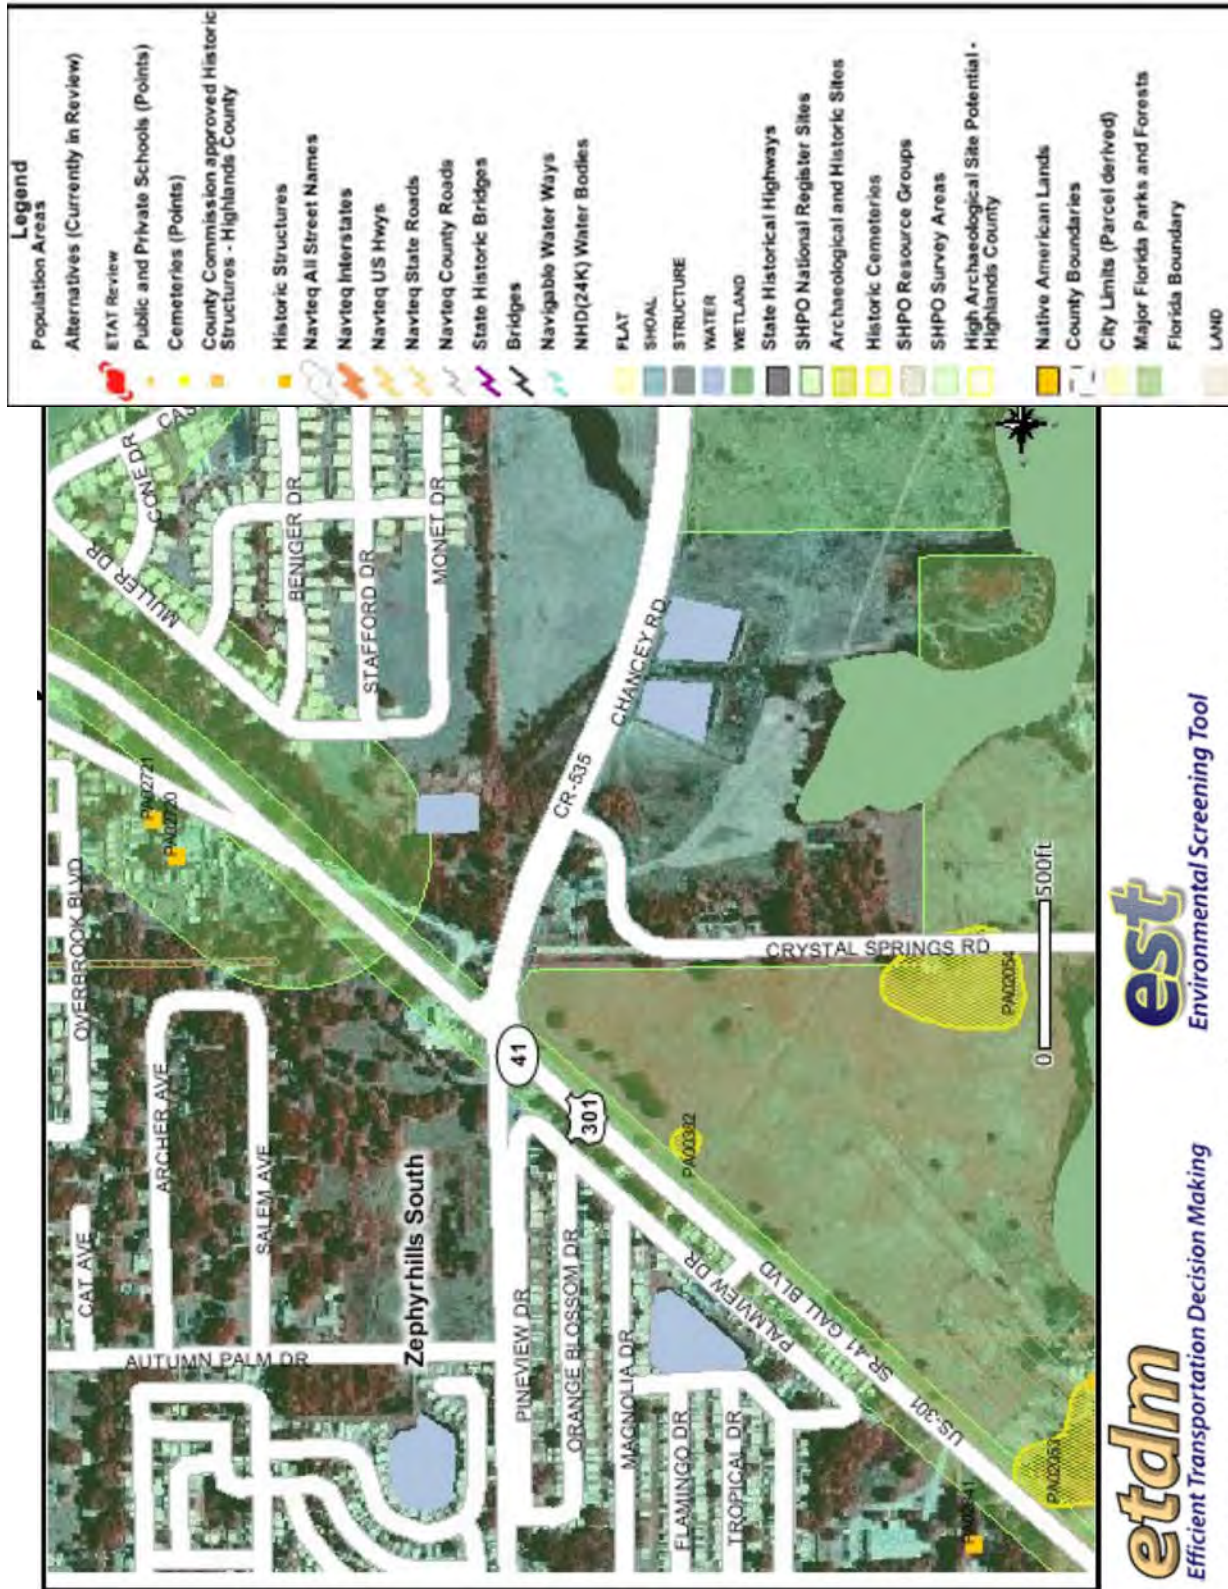 Legend
Population Areas
Alternatives (Currently in Review)
ETAT Review
Public and Private Schools (Points)
Cemeteries (Points)
County Commission approved Historic
Structures - Highlands County
Historic Structures
Navteq All Street Names
Navteq Interstates
Navteq US Hwys
Navteq State Roads
Navteq County Roads
State Historic Bridges
Bridges
Navigable Water Ways
NHD(24K) Water Bodies
FLAT
SHOAL
STRUCTURE
WATER
WETLAND
State Historical Highways
SHPO National Register Sites
Archaeological and Historic Sites
Historic Cemeteries
SHPO Resource Groups
SHPO Survey Areas
High Archaeological Site Potential -
Highlands County
Native American Lands
County Boundaries
City Limits (Parcel derived)
Major Florida Parks and Forests
Florida Boundary
LAND
CAT AVE
OVERBROOK BLVD
PA02721
PA02720
MULLER DR
CONE DR
CAS
ARCHER AVE
SALEM AVE
BENIGER DR
STAFFORD DR
MONET DR
AUTUMN PALM DR
Zephyrhills South
PINEVIEW DR
ORANGE BLOSSOM DR
MAGNOLIA DR
FLAMINGO DR
TROPICAL DR
PALMVIEW DR
41
301
CR-535
CHANCEY RD
PA00332
SR-41 GALL BLVD
US-301
CRYSTAL SPRINGS RD
PA02054
0
500ft
etdm
Efficient Transportation Decision Making
est
Environmental Screening Tool